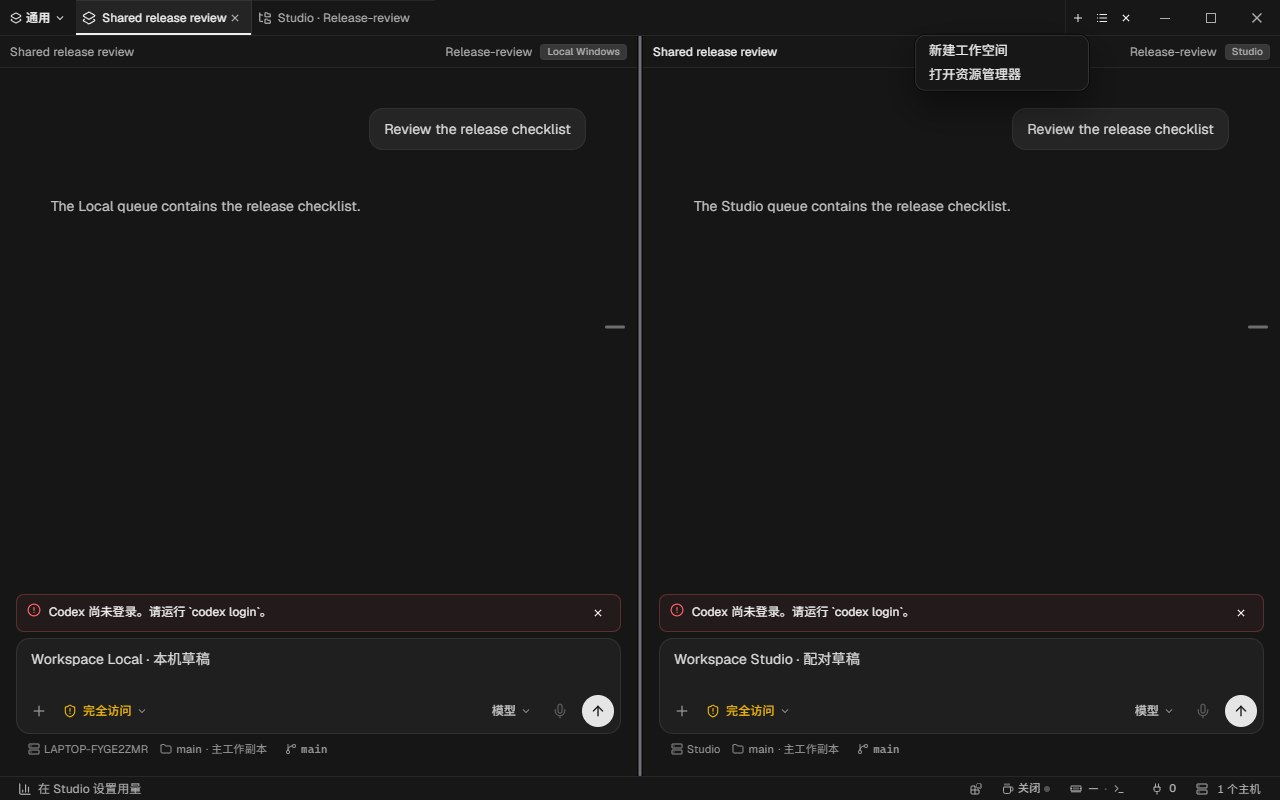 通用 Shared release review Studio · Release-review
新建工作空间
打开资源管理器
Shared release review Release-review Local Windows
Shared release review Release-review Studio
Review the release checklist
The Local queue contains the release checklist.
Review the release checklist
The Studio queue contains the release checklist.
Codex 尚未登录。请运行 `codex login`。
Workspace Local · 本机草稿
完全访问 模型
LAPTOP-FYGE2ZMR main · 主工作副本 main
Codex 尚未登录。请运行 `codex login`。
Workspace Studio · 配对草稿
完全访问 模型
Studio main · 主工作副本 main
在 Studio 设置用量 关闭 — · 0 1 个主机